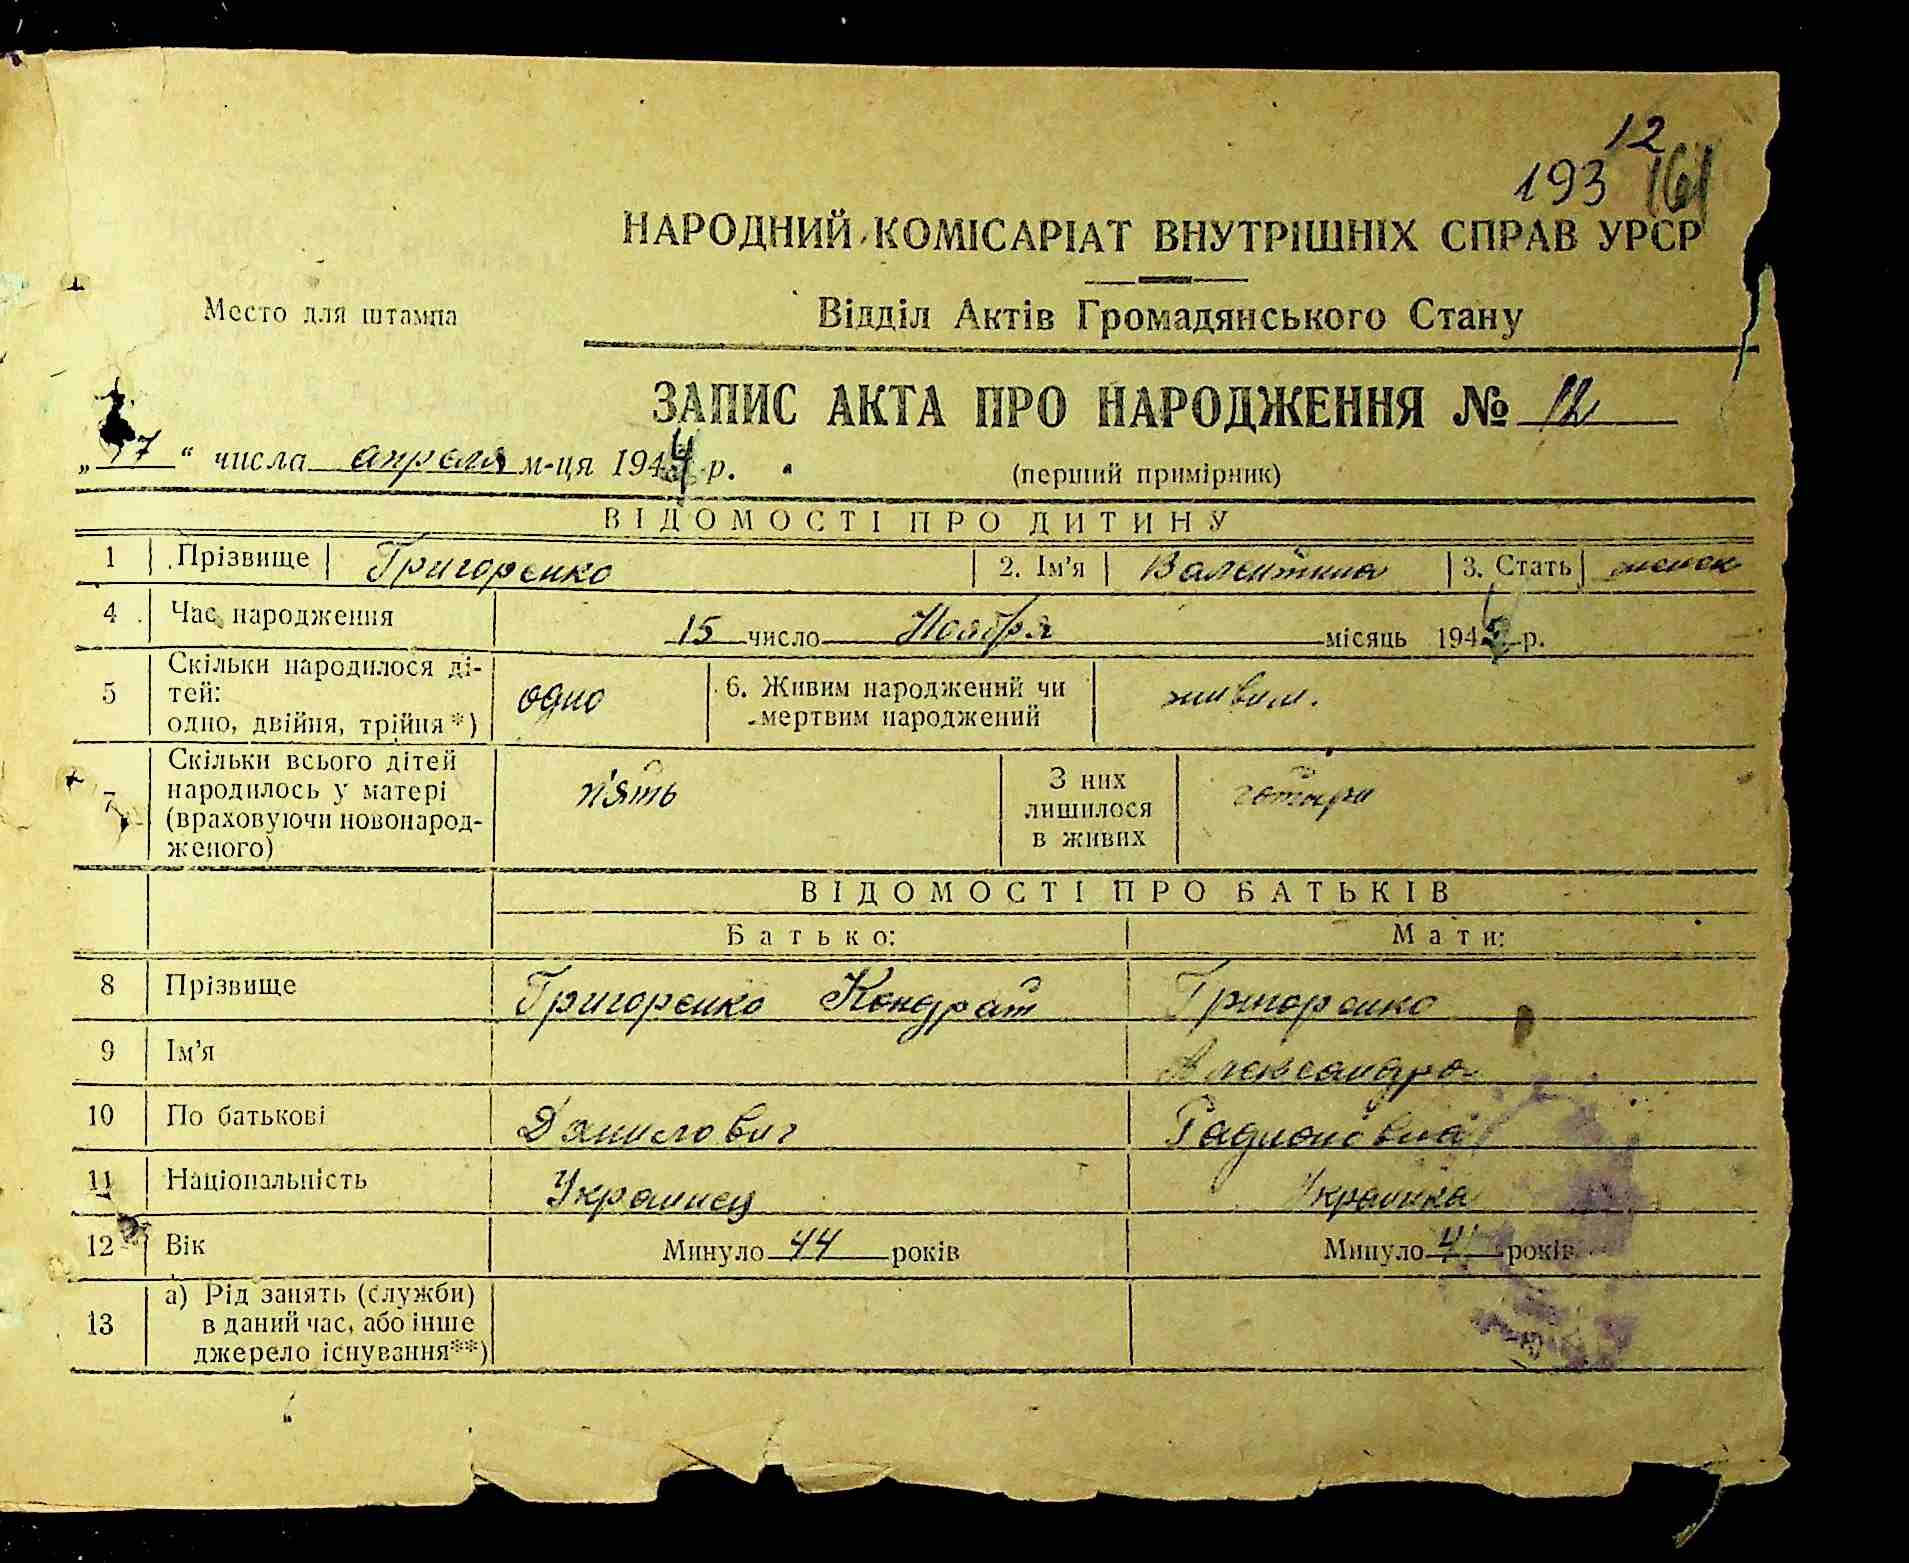 12
193 161
НАРОДНИЙ КОМІСАРІАТ ВНУТРІШНІХ СПРАВ УРСР
Место для штампа
Відділ Актів Громадянського Стану
ЗАПИС АКТА ПРО НАРОДЖЕННЯ № 12
„17" числа апреля м-ця 1944 р.
(перший примірник)
ВІДОМОСТІ ПРО ДИТИНУ
1 Прізвище Григоренко 2. Ім'я Валентина 3. Стать женск
4 Час народження 15 число Ноября місяць 194 р.
5 Скільки народилося дітей: одно, двійня, трійня*) одно 6. Живим народжений чи мертвим народжений живим.
7 Скільки всього дітей народилось у матері (враховуючи новонародженого) п'ять З них лишилося в живих
ВІДОМОСТІ ПРО БАТЬКІВ
Батько: Мати:
8 Прізвище Григоренко Кондрат Григоренко
9 Ім'я Александра
10 По батькові Данилович Радионовна
11 Національність Украинец Украинка
12 Вік Минуло 44 років Минуло років
13 а) Рід занять (служби) в даний час, або інше джерело існування**)